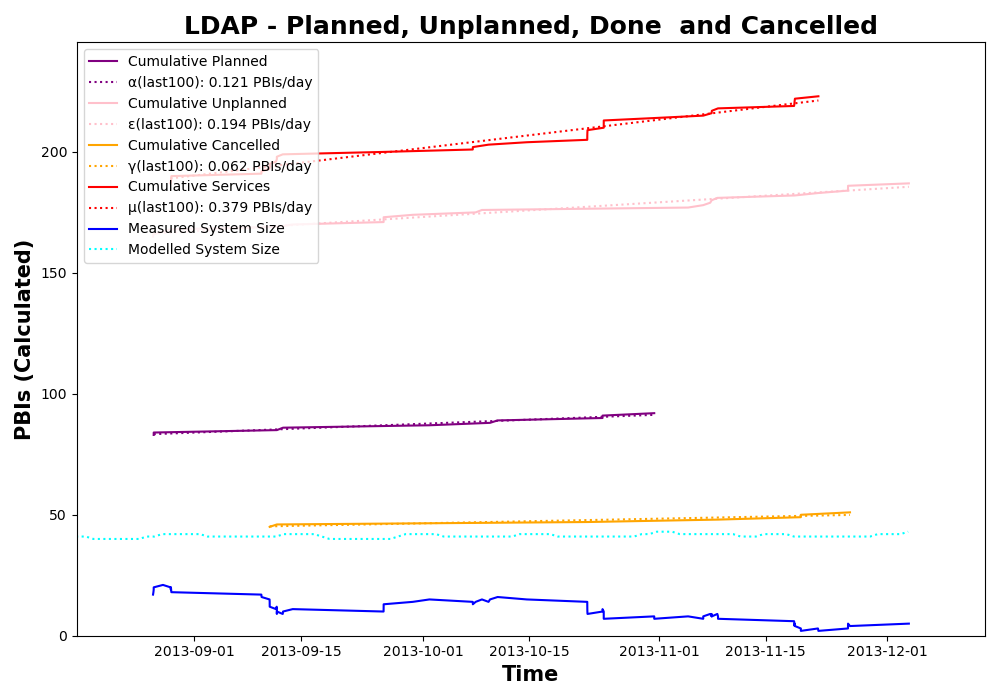 LDAP - Planned, Unplanned, Done  and Cancelled
Cumulative Planned
α(last100): 0.121 PBIs/day
Cumulative Unplanned
ε(last100): 0.194 PBIs/day
Cumulative Cancelled
γ(last100): 0.062 PBIs/day
Cumulative Services
μ(last100): 0.379 PBIs/day
Measured System Size
Modelled System Size
PBIs (Calculated)
200
150
100
50
0
2013-09-01
2013-09-15
2013-10-01
2013-10-15
2013-11-01
2013-11-15
2013-12-01
Time